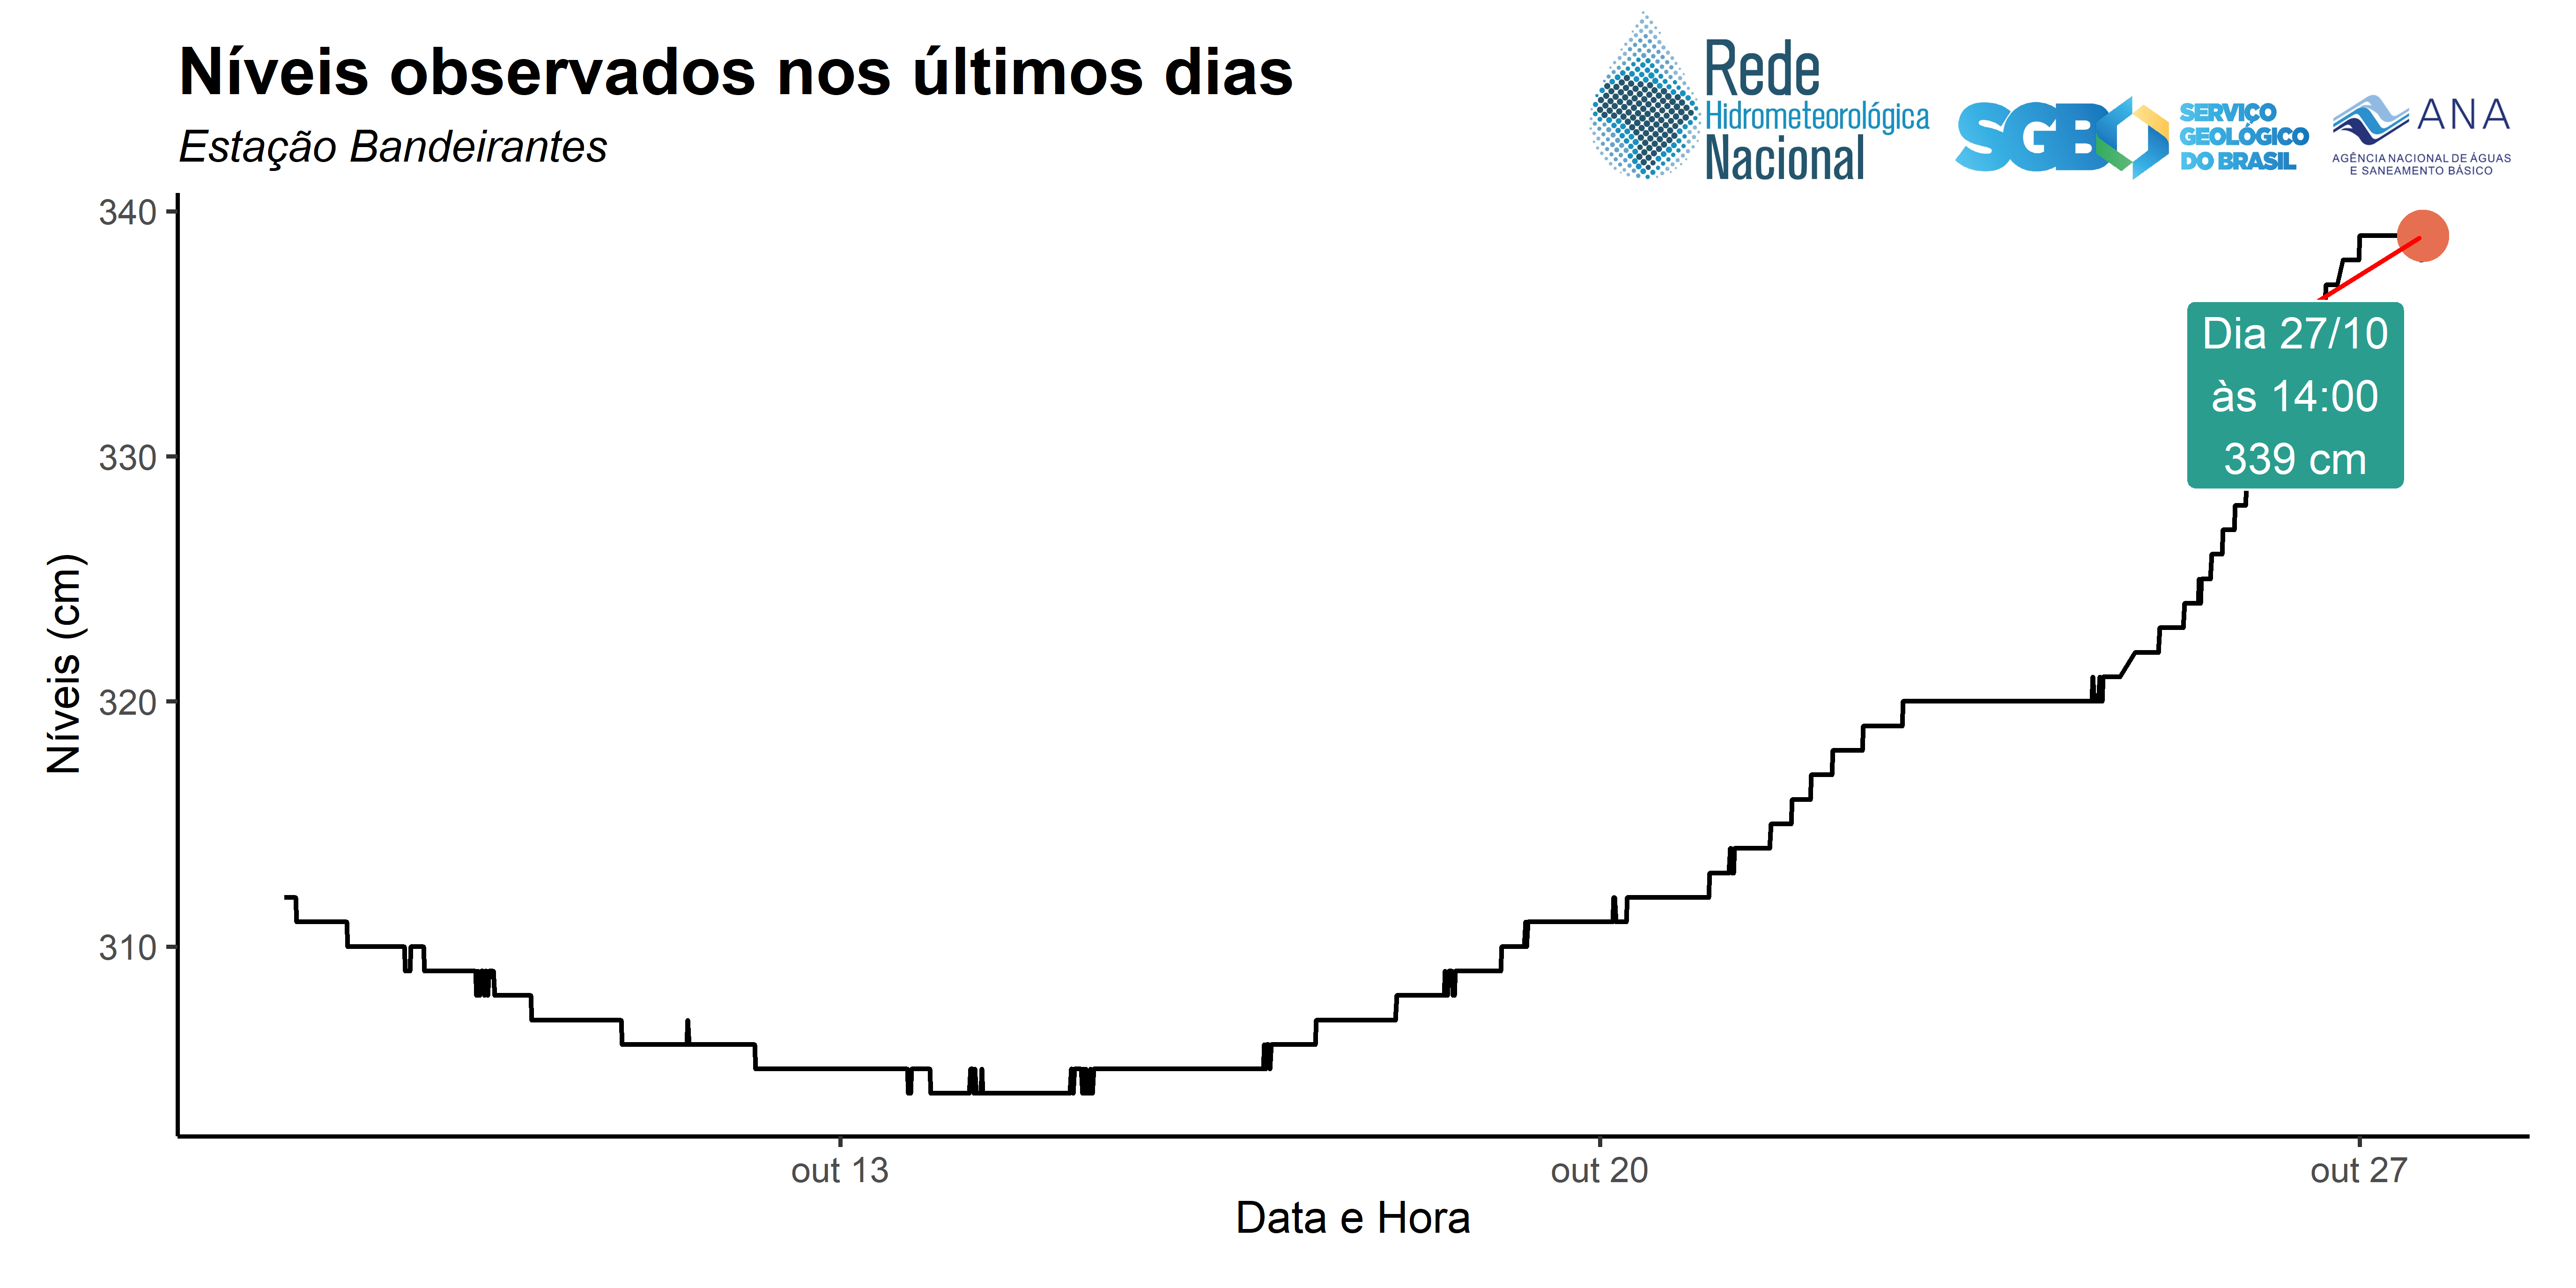 Níveis observados nos últimos dias
Estação Bandeirantes
Rede
Hidrometeorológica
Nacional
SGB
SERVIÇO
GEOLÓGICO
DO BRASIL
ANA
AGÊNCIA NACIONAL DE ÁGUAS
E SANEAMENTO BÁSICO
340
330
320
310
Níveis (cm)
Dia 27/10
às 14:00
339 cm
out 13
out 20
out 27
Data e Hora